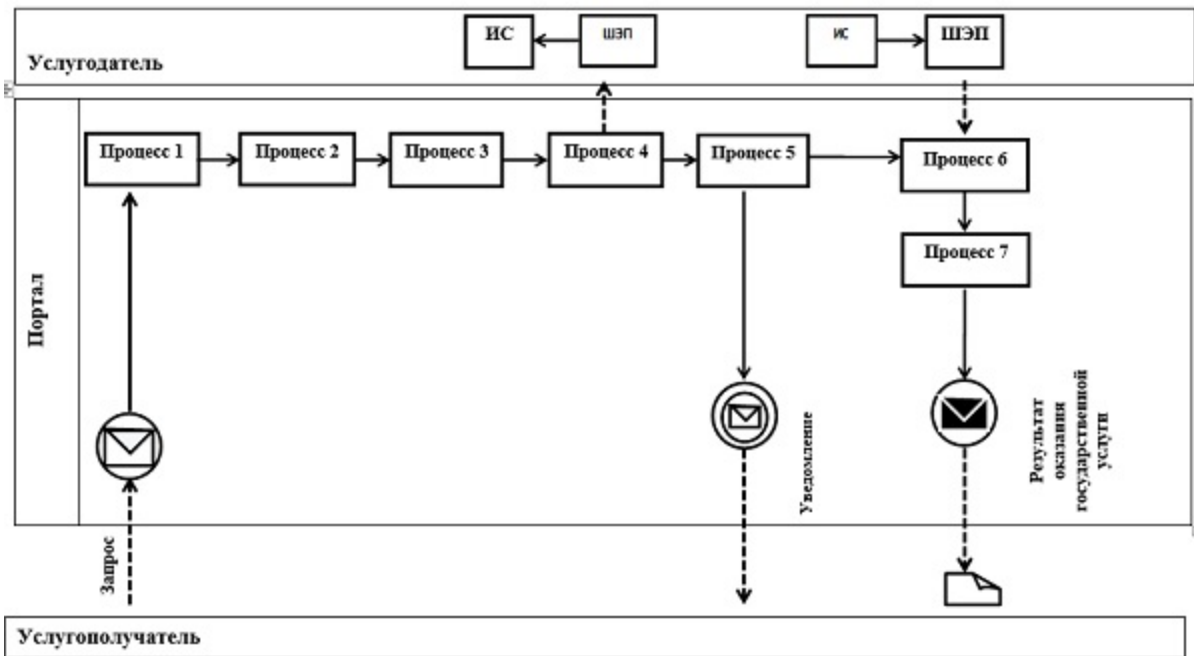 ИС
ШЭП
ИС
ШЭП
Услугодатель
Портал
Процесс 1
Процесс 2
Процесс 3
Процесс 4
Процесс 5
Процесс 6
Процесс 7
Уведомление
Результат
оказания
государственной
услуги
Запрос
Услугополучатель